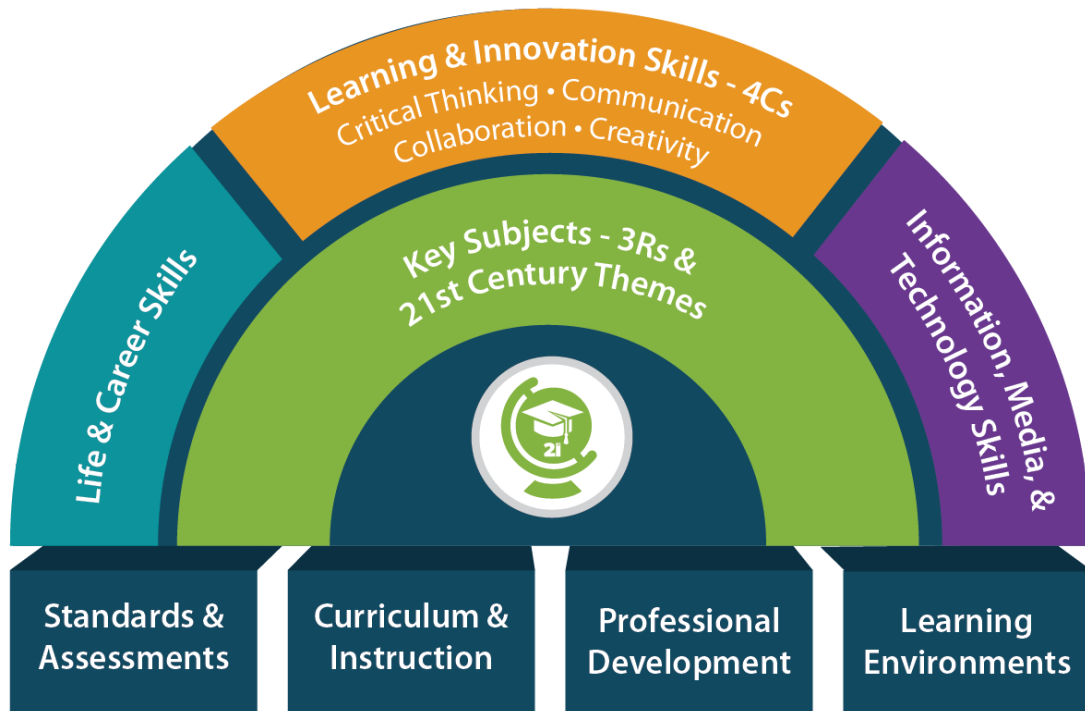 Learning & Innovation Skills - 4Cs
Critical Thinking • Communication
Collaboration • Creativity
Life & Career Skills
Key Subjects - 3Rs &
21st Century Themes
Information, Media, &
Technology Skills
21
Standards &
Assessments
Curriculum &
Instruction
Professional
Development
Learning
Environments